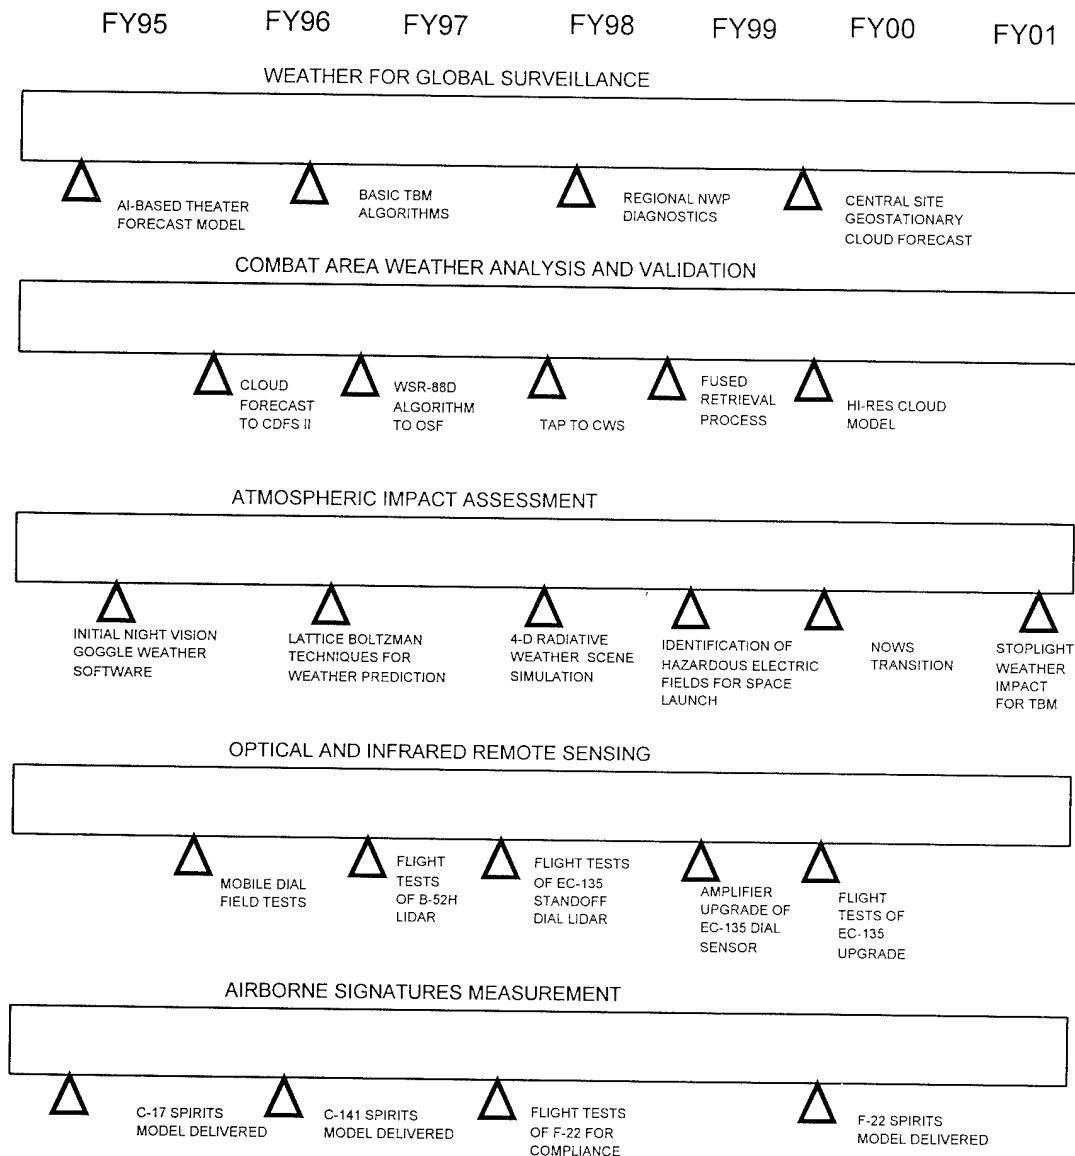 FY95 FY96 FY97 FY98 FY99 FY00 FY01
WEATHER FOR GLOBAL SURVEILLANCE
AI-BASED THEATER
FORECAST MODEL
BASIC TBM
ALGORITHMS
REGIONAL NWP
DIAGNOSTICS
CENTRAL SITE
GEOSTATIONARY
CLOUD FORECAST
COMBAT AREA WEATHER ANALYSIS AND VALIDATION
CLOUD
FORECAST
TO CDFS II
WSR-88D
ALGORITHM
TO OSF
TAP TO CWS
FUSED
RETRIEVAL
PROCESS
HI-RES CLOUD
MODEL
ATMOSPHERIC IMPACT ASSESSMENT
INITIAL NIGHT VISION
GOGGLE WEATHER
SOFTWARE
LATTICE BOLTZMAN
TECHNIQUES FOR
WEATHER PREDICTION
4-D RADIATIVE
WEATHER SCENE
SIMULATION
IDENTIFICATION OF
HAZARDOUS ELECTRIC
FIELDS FOR SPACE
LAUNCH
NOWS
TRANSITION
STOPLIGHT
WEATHER
IMPACT
FOR TBM
OPTICAL AND INFRARED REMOTE SENSING
MOBILE DIAL
FIELD TESTS
FLIGHT
TESTS
OF B-52H
LIDAR
FLIGHT TESTS
OF EC-135
STANDOFF
DIAL LIDAR
AMPLIFIER
UPGRADE OF
EC-135 DIAL
SENSOR
FLIGHT
TESTS OF
EC-135
UPGRADE
AIRBORNE SIGNATURES MEASUREMENT
C-17 SPIRITS
MODEL DELIVERED
C-141 SPIRITS
MODEL DELIVERED
FLIGHT TESTS
OF F-22 FOR
COMPLIANCE
F-22 SPIRITS
MODEL DELIVERED